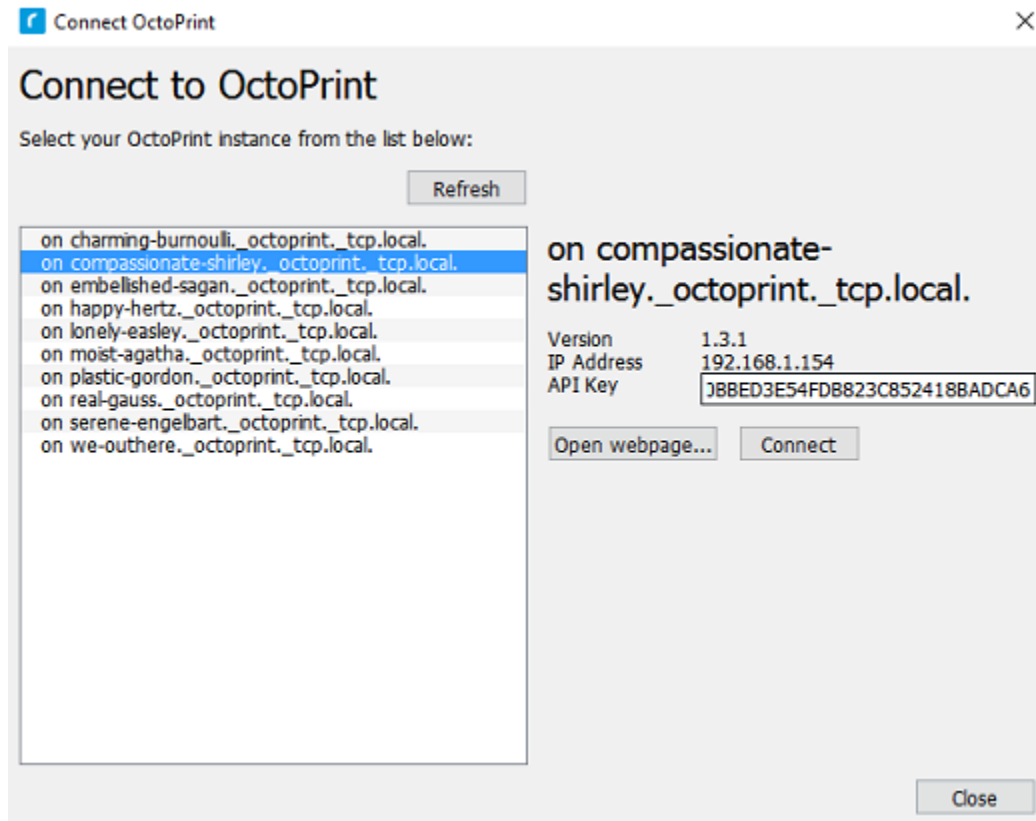 Connect OctoPrint
Connect to OctoPrint
Select your OctoPrint instance from the list below:
Refresh
on charming-burnoulli._octoprint._tcp.local.
on compassionate-shirley._octoprint._tcp.local.
on embellished-sagan._octoprint._tcp.local.
on happy-hertz._octoprint._tcp.local.
on lonely-easley._octoprint._tcp.local.
on moist-agatha._octoprint._tcp.local.
on plastic-gordon._octoprint._tcp.local.
on real-gauss._octoprint._tcp.local.
on serene-engelbart._octoprint._tcp.local.
on we-outhere._octoprint._tcp.local.
on compassionate-
shirley._octoprint._tcp.local.
Version 1.3.1
IP Address 192.168.1.154
API Key BBED3E54FDB823C852418BADCA6
Open webpage... Connect
Close